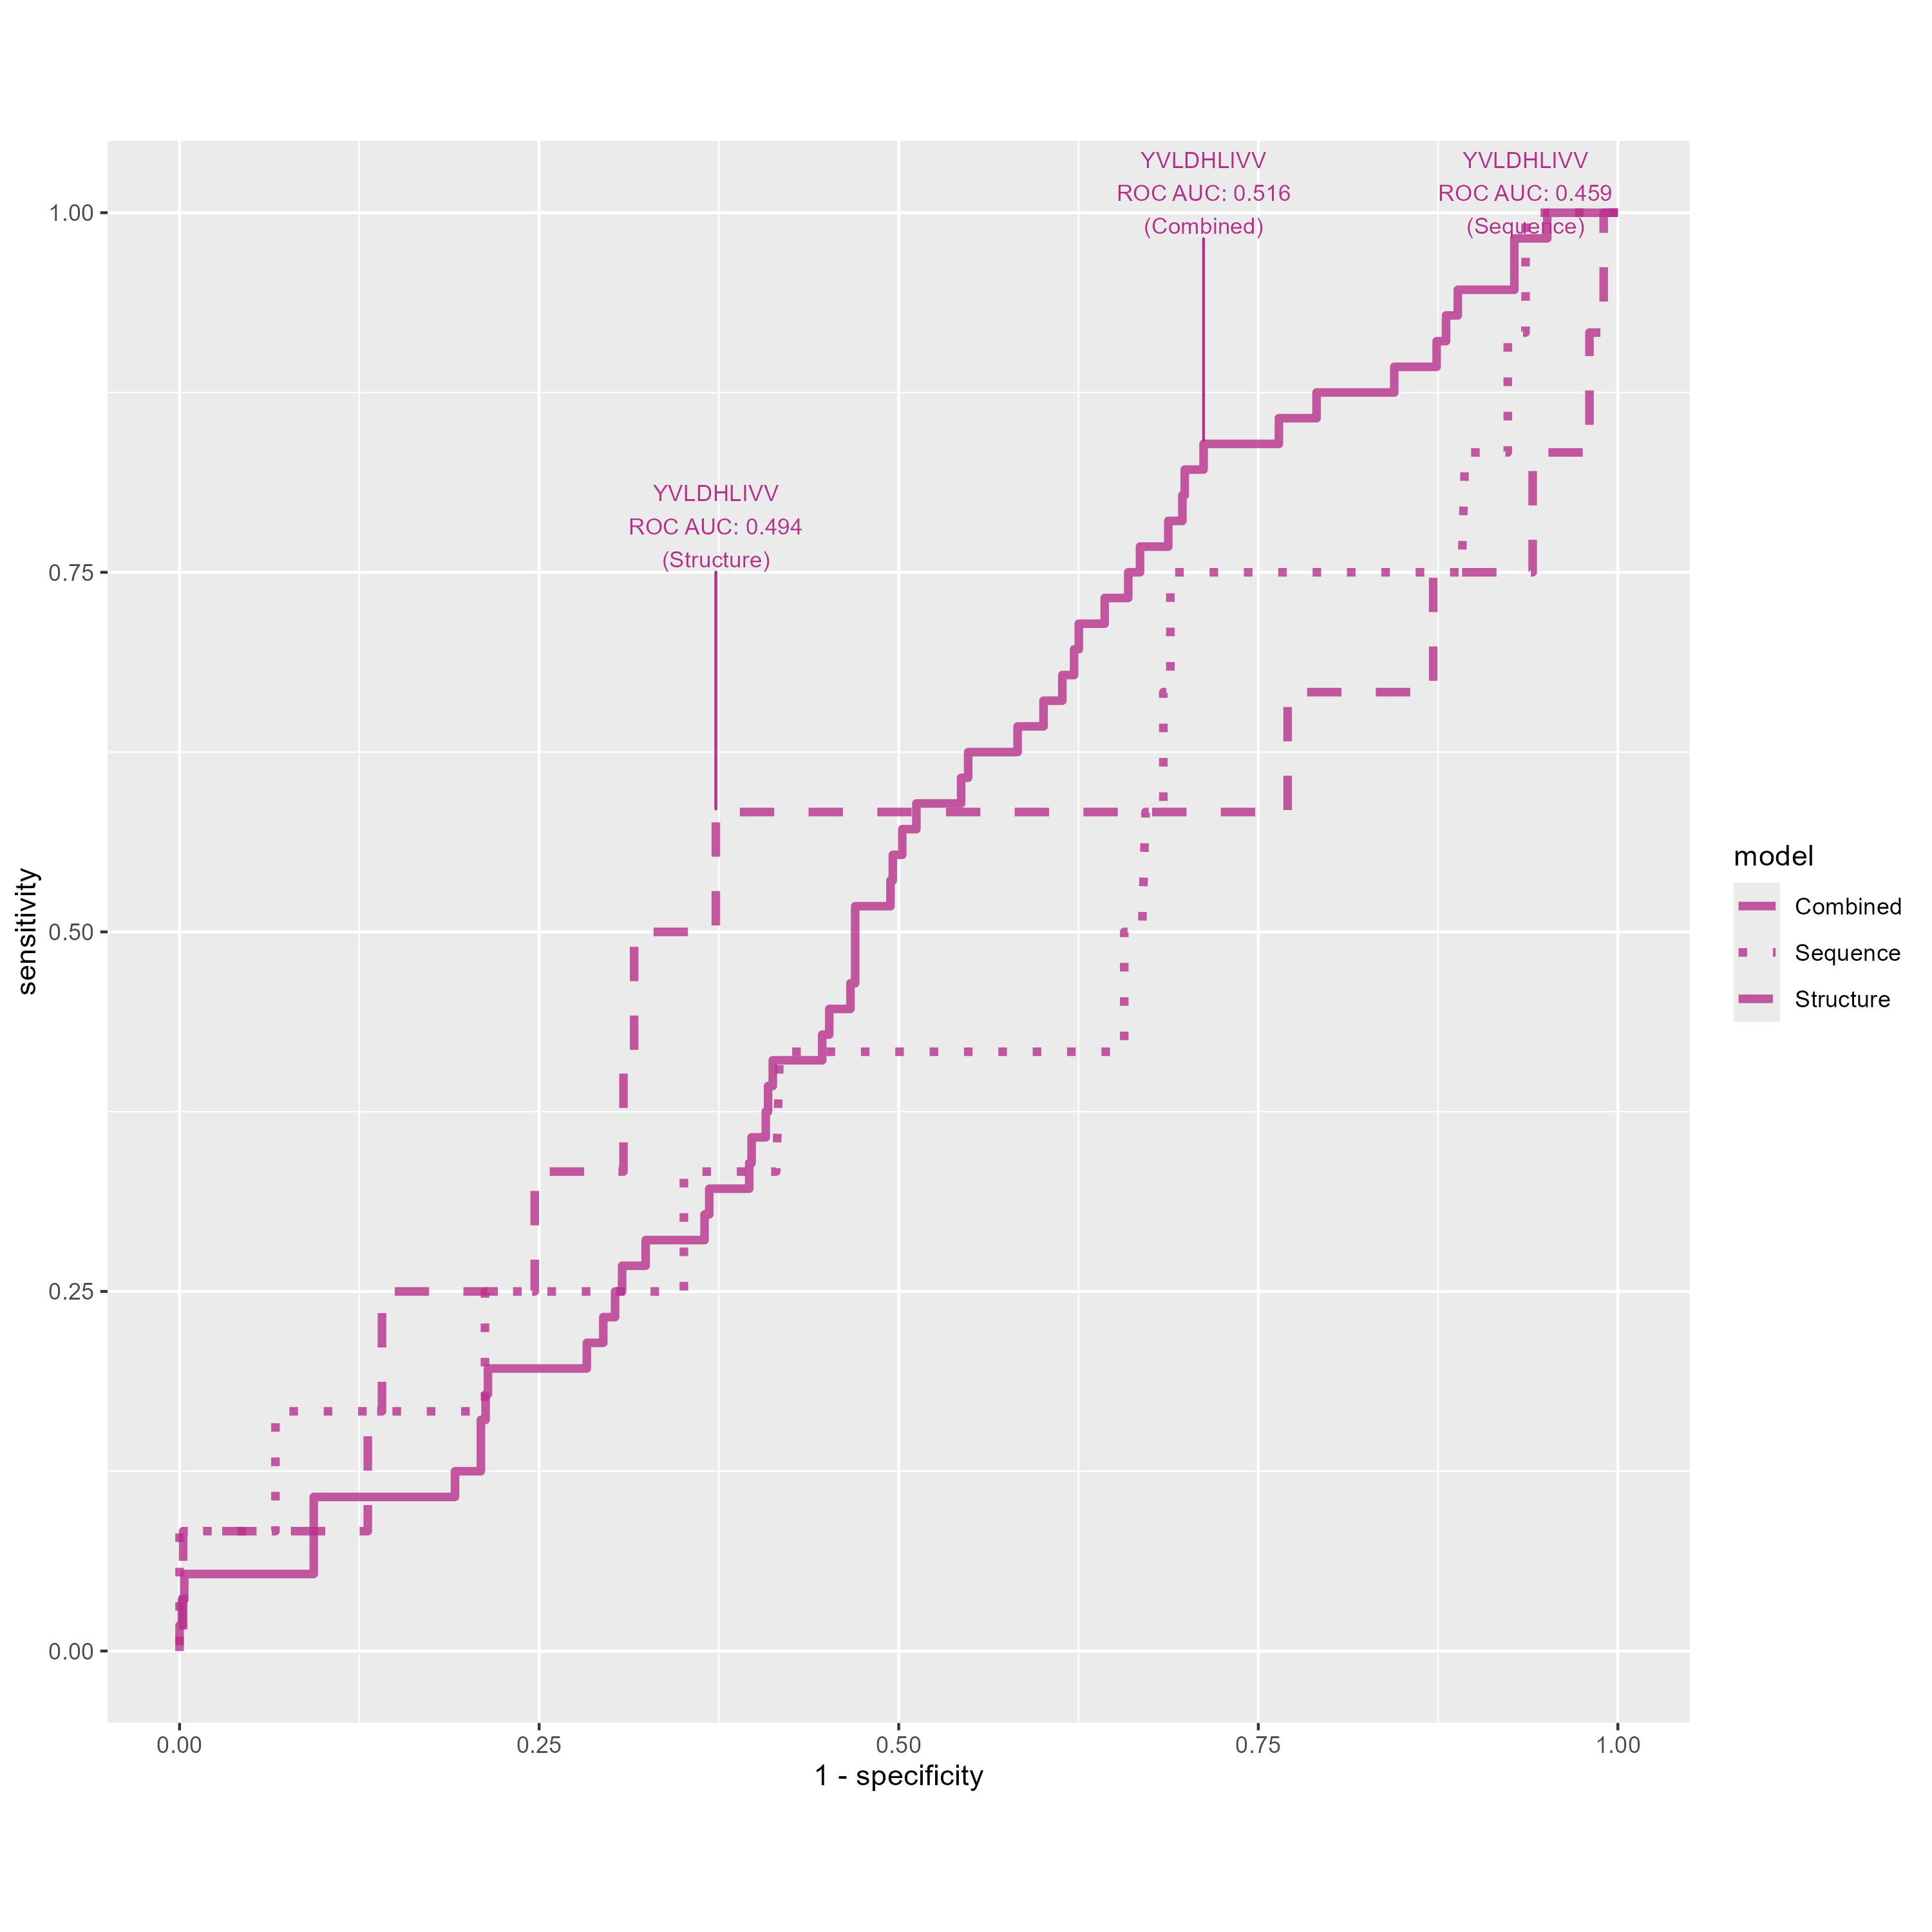 YVLDHLIVV
ROC AUC: 0.516
(Combined)
YVLDHLIVV
ROC AUC: 0.459
(Sequence)
YVLDHLIVV
ROC AUC: 0.494
(Structure)
1.00
0.75
0.50
0.25
0.00
sensitivity
0.00
0.25
0.50
0.75
1.00
1 - specificity
model
Combined
Sequence
Structure